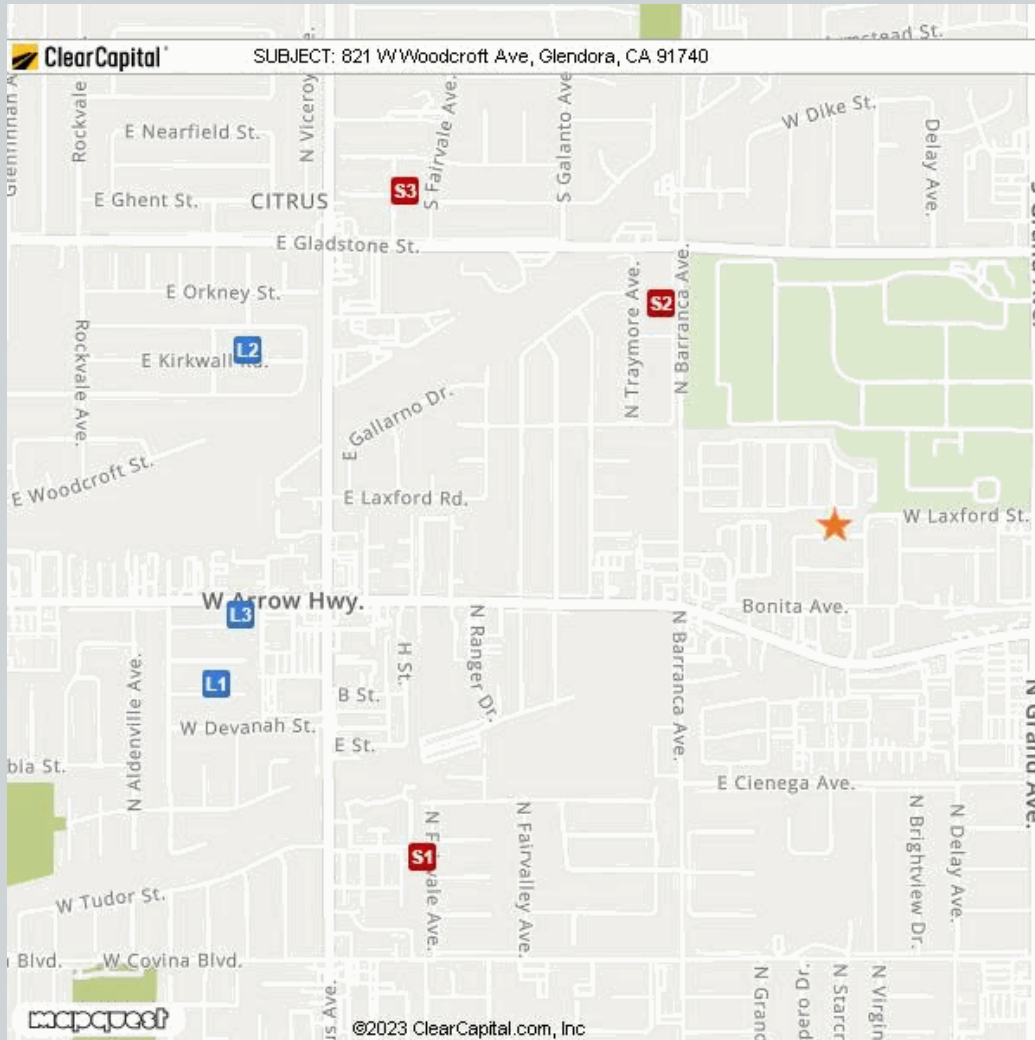 ClearCapital
SUBJECT: 821 W Woodcroft Ave, Glendora, CA 91740
W Dike St.
Rockvale
N Viceroy
S Fairvale Ave.
S Galanto Ave
Delay Ave.
E Nearfield St.
S3
E Ghent St.
CITRUS
E Gladstone St.
E Orkney St.
S2
N Traymore Ave.
N Barranca Ave.
L2
E Kirkwall Rd.
Rockvale Ave.
E Gallarno Dr.
E Woodcroft St.
E Laxford Rd.
W Laxford St.
W Arrow Hwy.
Bonita Ave.
L3
H St.
N Ranger Dr.
N Barranca Ave.
L1
B St.
N Aldenville Ave.
W Devanah St.
E St.
N Grand Ave.
E Cienega Ave.
S1
N Fairvalley Ave.
N Brightview Dr.
N Delay Ave.
W Tudor St.
Blvd.
W Covina Blvd.
mapquest
©2023 ClearCapital.com, Inc